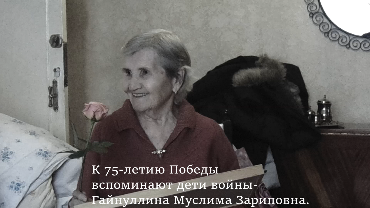 К 75-летию Победы
вспоминают дети войны-
Гайнуллина Муслима Зариповна.